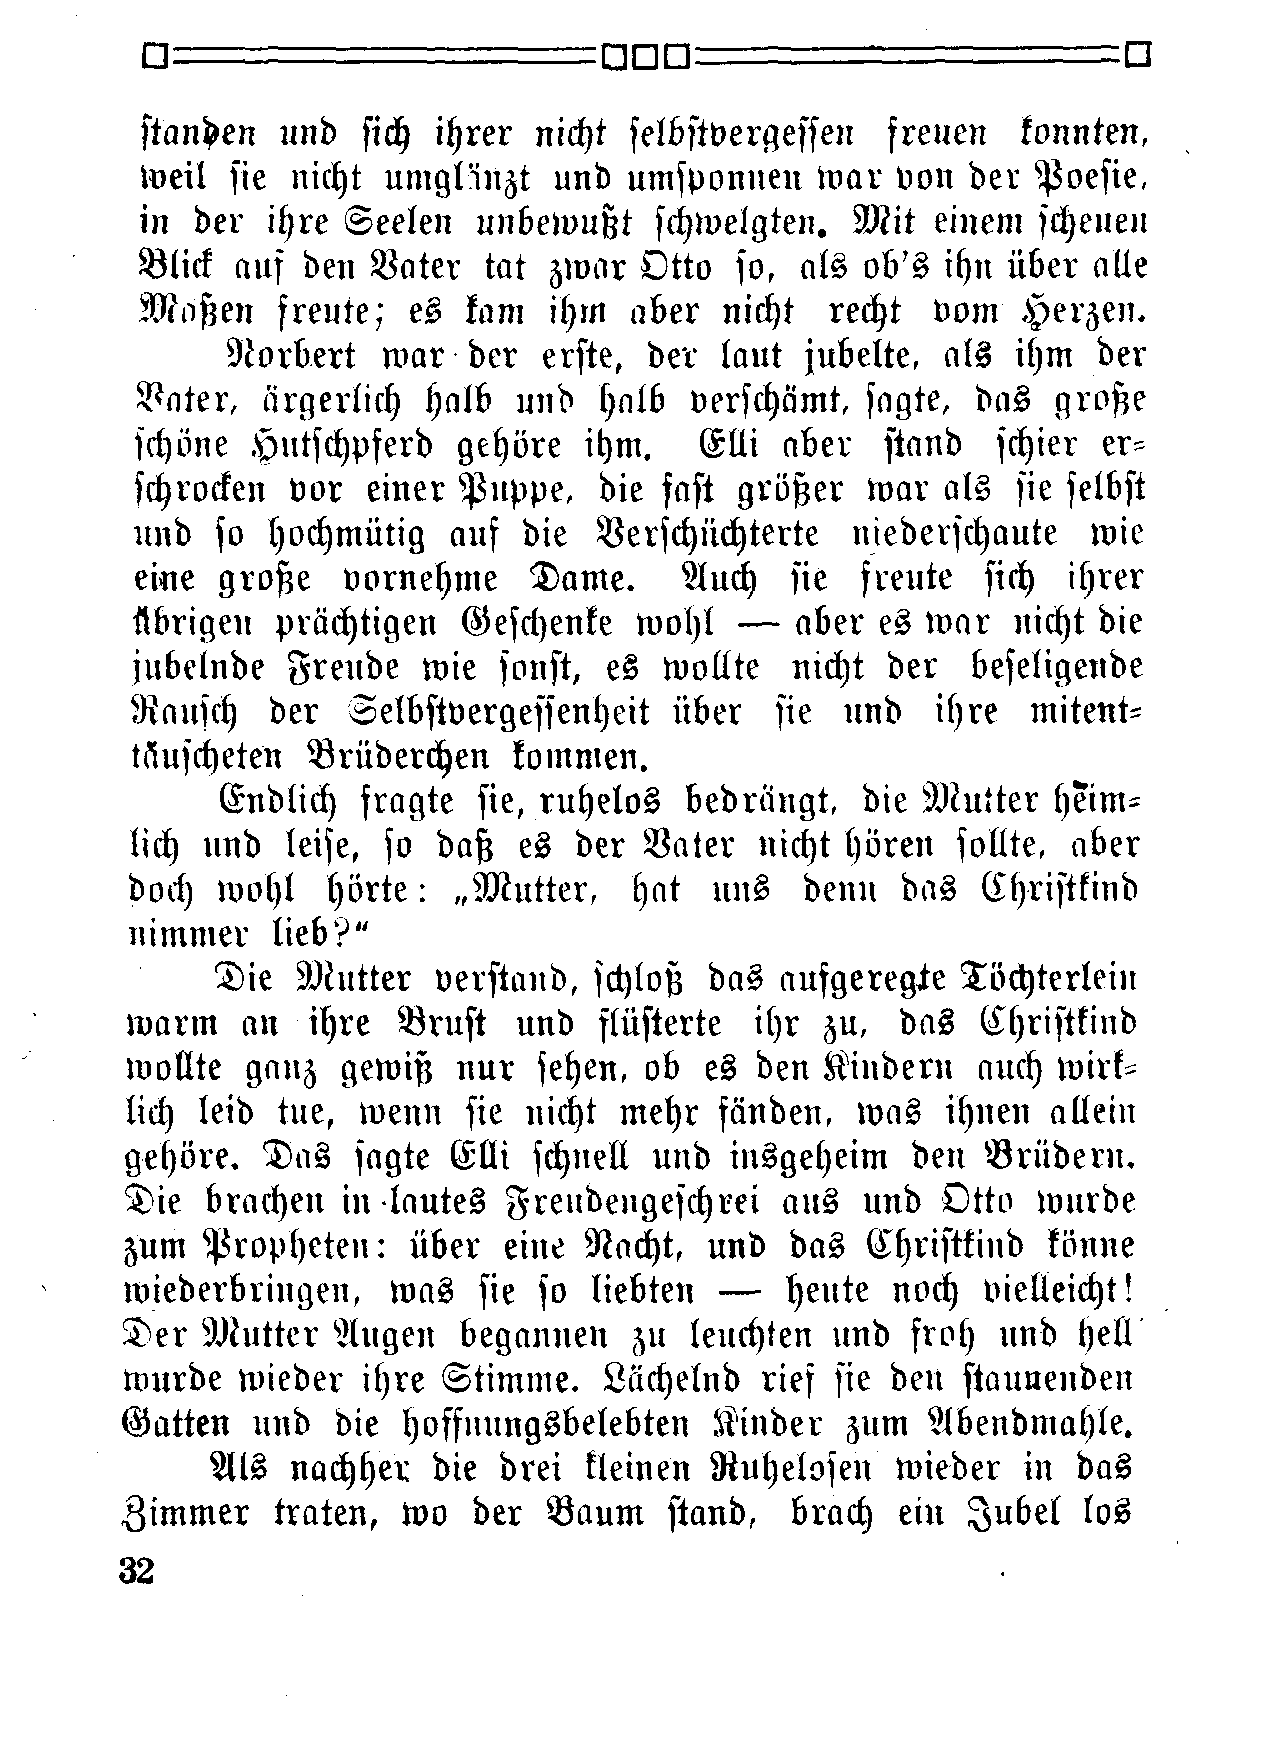 standen und sich ihrer nicht selbstvergessen freuen konnten,
weil sie nicht umglänzt und umsponnen war von der Poesie,
in der ihre Seelen unbewußt schwelgten. Mit einem scheuen
Blick auf den Vater tat zwar Otto so, als ob's ihn über alle
Maßen freute; es kam ihm aber nicht recht vom Herzen.
Norbert war der erste, der laut jubelte, als ihm der
Vater, ärgerlich halb und halb verschämt, sagte, das große
schöne Hutschpferd gehöre ihm. Elli aber stand schier er-
schrocken vor einer Puppe, die fast größer war als sie selbst
und so hochmütig auf die Verschüchterte niederschaute wie
eine große vornehme Dame. Auch sie freute sich ihrer
übrigen prächtigen Geschenke wohl — aber es war nicht die
jubelnde Freude wie sonst, es wollte nicht der beseligende
Rausch der Selbstvergessenheit über sie und ihre mitent-
täuscheten Brüderchen kommen.
Endlich fragte sie, ruhelos bedrängt, die Mutter heim-
lich und leise, so daß es der Vater nicht hören sollte, aber
doch wohl hörte: „Mutter, hat uns denn das Christkind
nimmer lieb?“
Die Mutter verstand, schloß das aufgeregte Töchterlein
warm an ihre Brust und flüsterte ihr zu, das Christkind
wollte ganz gewiß nur sehen, ob es den Kindern auch wirk-
lich leid tue, wenn sie nicht mehr fänden, was ihnen allein
gehöre. Das sagte Elli schnell und insgeheim den Brüdern.
Die brachen in lautes Freudengeschrei aus und Otto wurde
zum Propheten: über eine Nacht, und das Christkind könne
wiederbringen, was sie so liebten — heute noch vielleicht!
Der Mutter Augen begannen zu leuchten und froh und hell
wurde wieder ihre Stimme. Lächelnd rief sie den staunenden
Gatten und die hoffnungsbelebten Kinder zum Abendmahle.
Als nachher die drei kleinen Ruhelosen wieder in das
Zimmer traten, wo der Baum stand, brach ein Jubel los
32